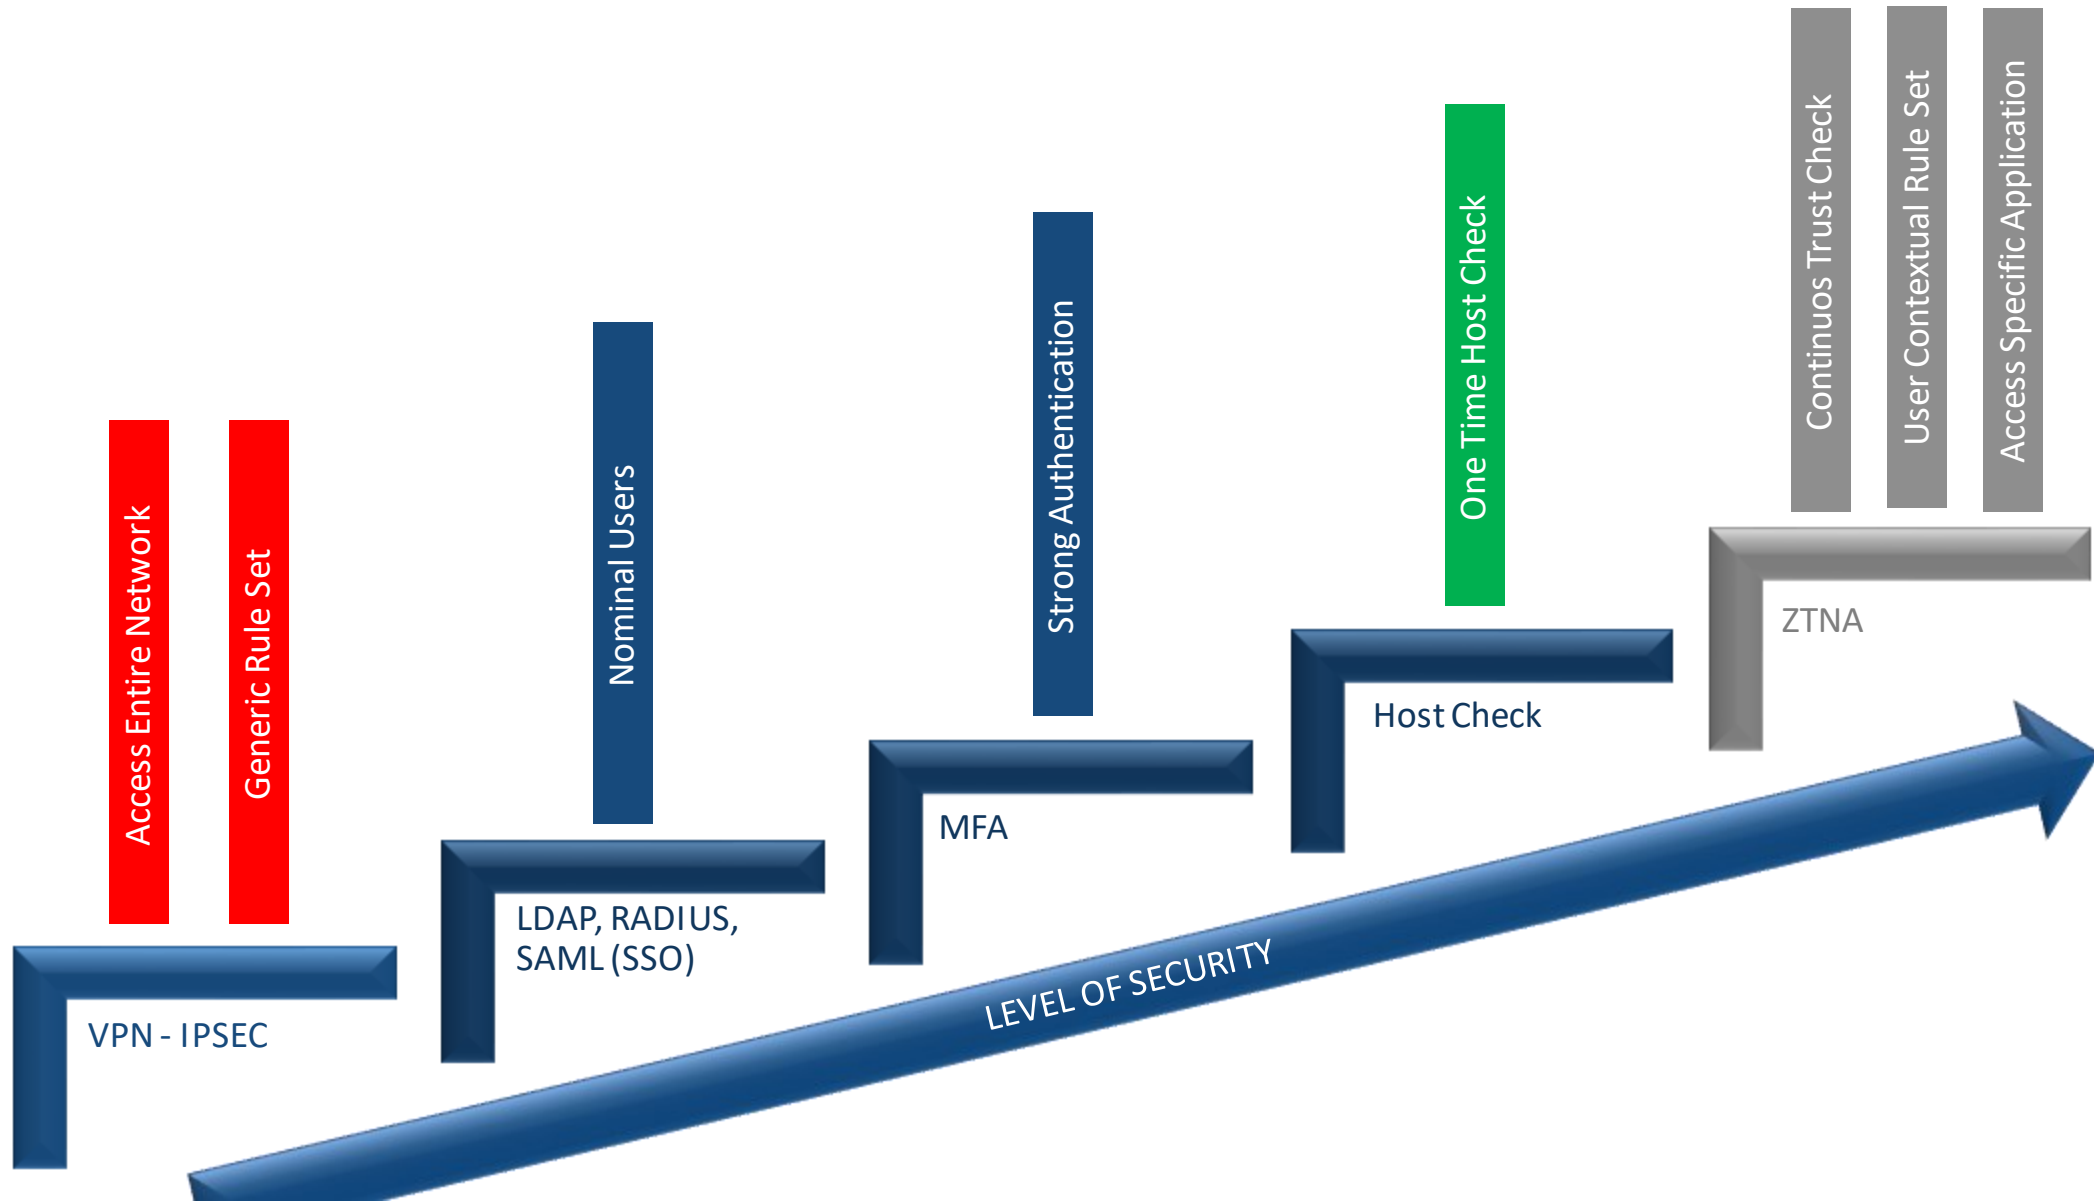 Access Entire Network
Generic Rule Set
VPN - IPSEC
Nominal Users
LDAP, RADIUS,
SAML (SSO)
Strong Authentication
MFA
One Time Host Check
Host Check
Continuos Trust Check
User Contextual Rule Set
Access Specific Application
ZTNA
LEVEL OF SECURITY